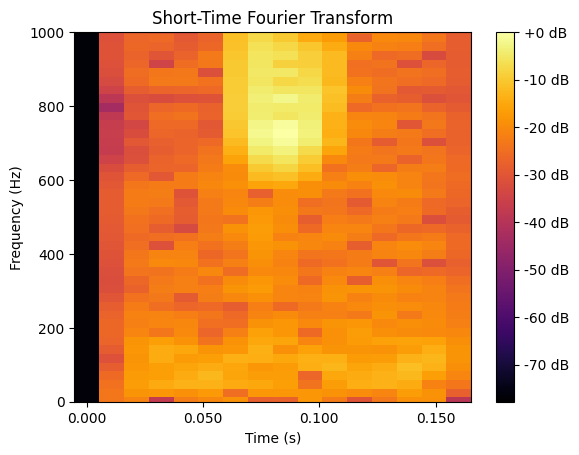 Short-Time Fourier Transform
1000
800
600
400
200
0
Frequency (Hz)
0.000
0.050
0.100
0.150
Time (s)
+0 dB
-10 dB
-20 dB
-30 dB
-40 dB
-50 dB
-60 dB
-70 dB